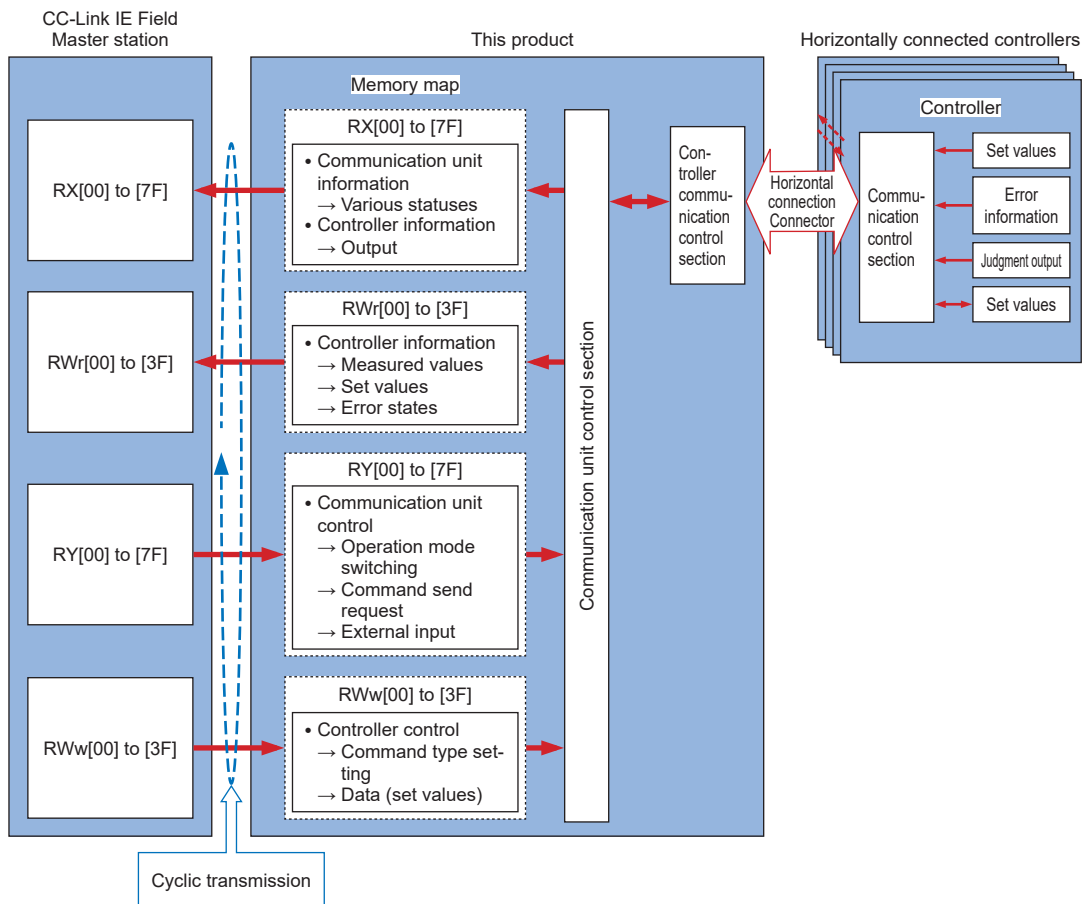 CC-Link IE Field
Master station
This product
Horizontally connected controllers
RX[00] to [7F]
RWr[00] to [3F]
RY[00] to [7F]
RWw[00] to [3F]
Cyclic transmission
Memory map
RX[00] to [7F]
• Communication unit
information
→ Various statuses
• Controller information
→ Output
RWr[00] to [3F]
• Controller information
→ Measured values
→ Set values
→ Error states
RY[00] to [7F]
• Communication unit
control
→ Operation mode
switching
→ Command send
request
→ External input
RWw[00] to [3F]
• Controller control
→ Command type set-
ting
→ Data (set values)
Communication unit control section
Con-
troller
commu-
nication
control
section
Horizontal
connection
Connector
Controller
Commu-
nication
control
section
Set values
Error
information
Judgment output
Set values